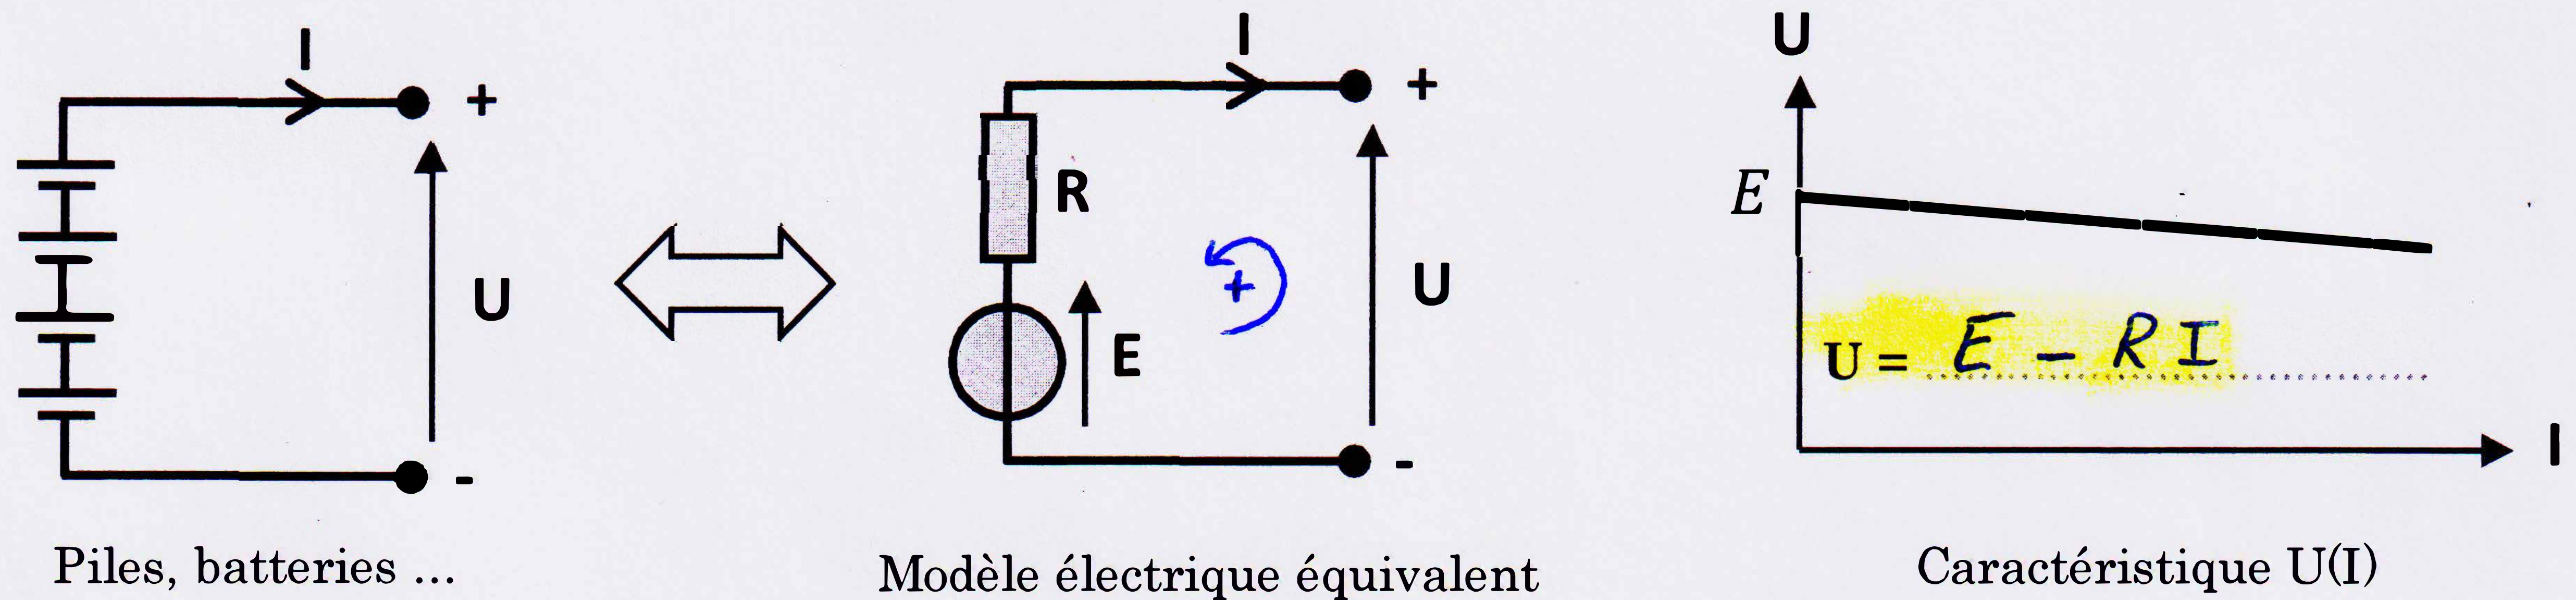 I
+
U
-
Piles, batteries ...
I
+
R
+
E
U
-
Modèle électrique équivalent
U
E
U = E - RI
I
Caractéristique U(I)